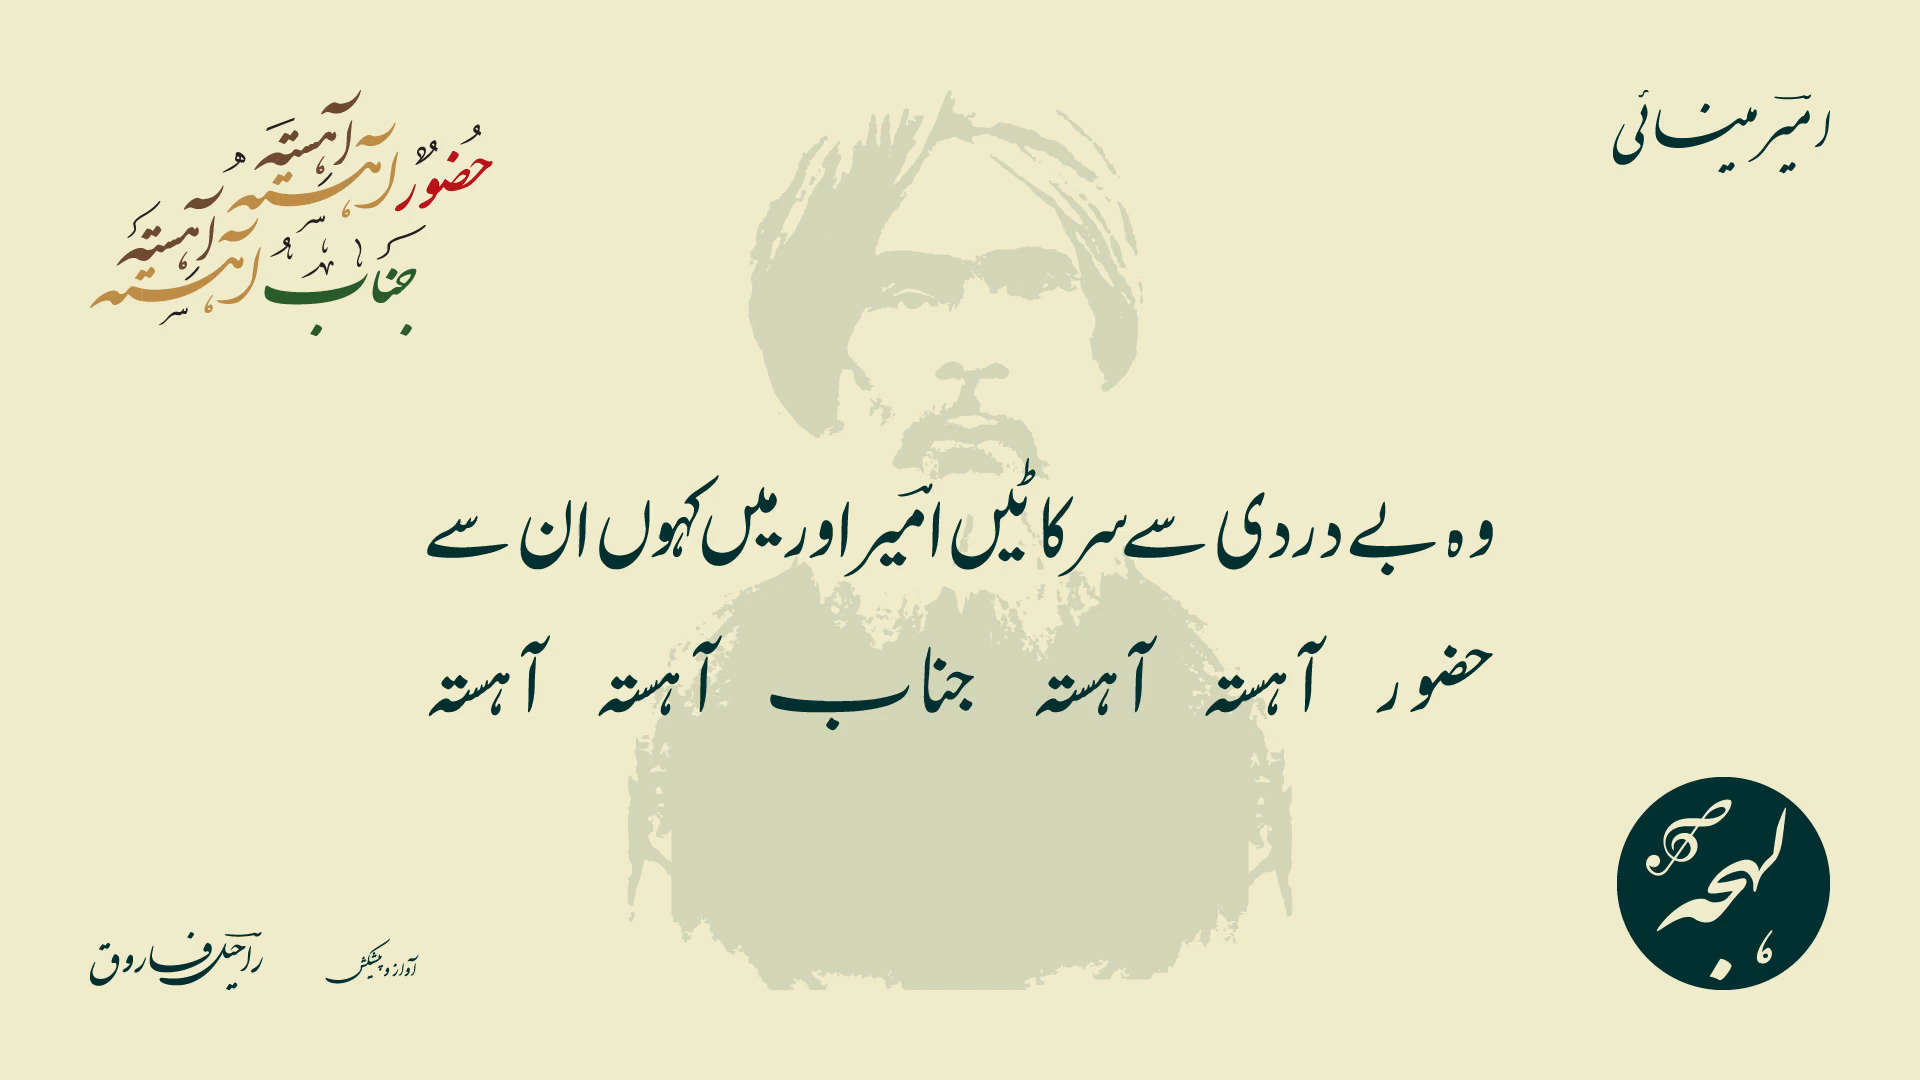 امیرؔ مینائی
حضور آہستہ آہستہ
جناب آہستہ آہستہ
وہ بے دردی سے سر کاٹیں امیرؔ اور میں کہوں ان سے
حضور آہستہ آہستہ جناب آہستہ آہستہ
لہجہ
آواز و پیشکش
راحیلؔ فاروق